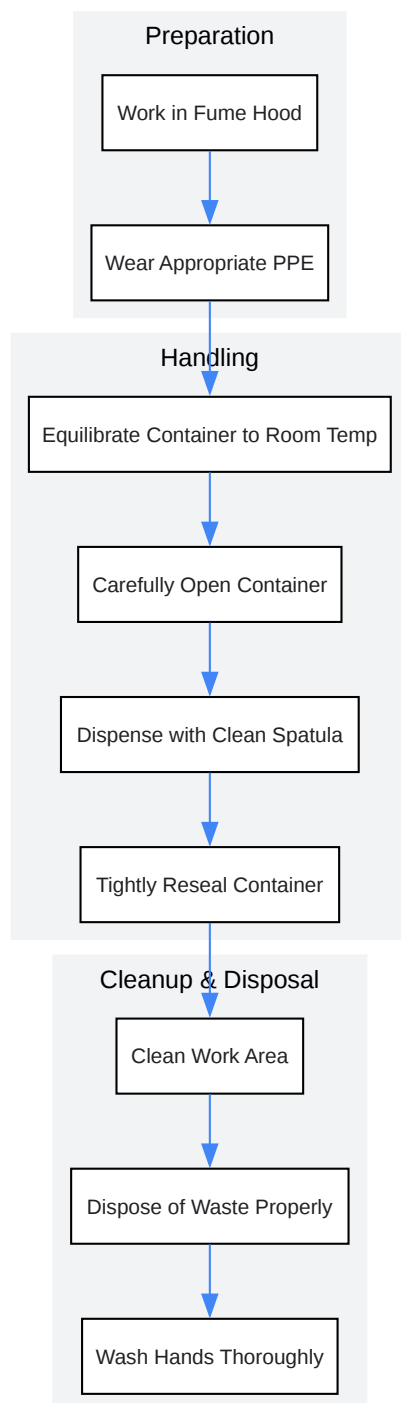 Preparation
Work in Fume Hood
Wear Appropriate PPE
Handling
Equilibrate Container to Room Temp
Carefully Open Container
Dispense with Clean Spatula
Tightly Reseal Container
Cleanup & Disposal
Clean Work Area
Dispose of Waste Properly
Wash Hands Thoroughly